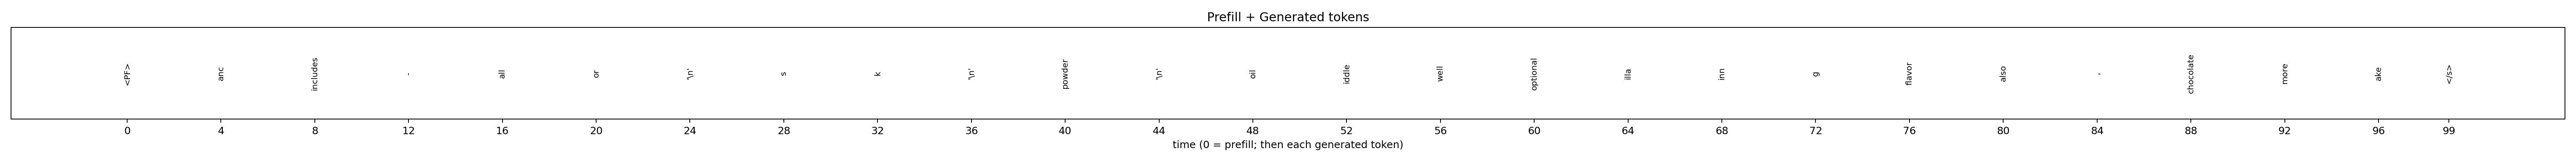 Prefill + Generated tokens
<PF> anc includes - all or '\n' s k '\n' powder '\n' oil iddle well optional illa inn g flavor also , chocolate more ake </s>
0 4 8 12 16 20 24 28 32 36 40 44 48 52 56 60 64 68 72 76 80 84 88 92 96 99
time (0 = prefill; then each generated token)